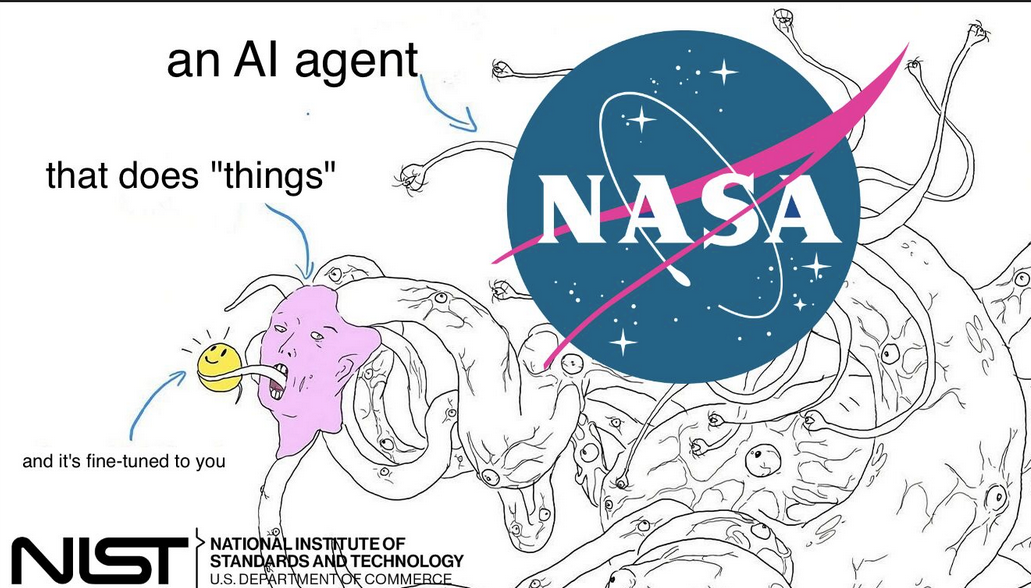 an AI agent
that does "things"
NASA
and it's fine-tuned to you
NIST
NATIONAL INSTITUTE OF
STANDARDS AND TECHNOLOGY
U.S. DEPARTMENT OF COMMERCE